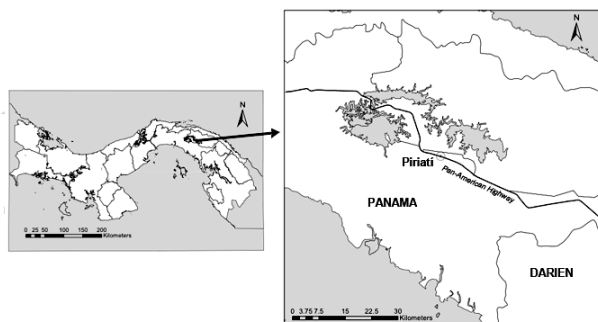 N
0 25 50 100 150 200
Kilometers
N
Piriati
Pan-American Highway
PANAMA
DARIEN
0 3.75 7.5 15 22.5 30
Kilometers